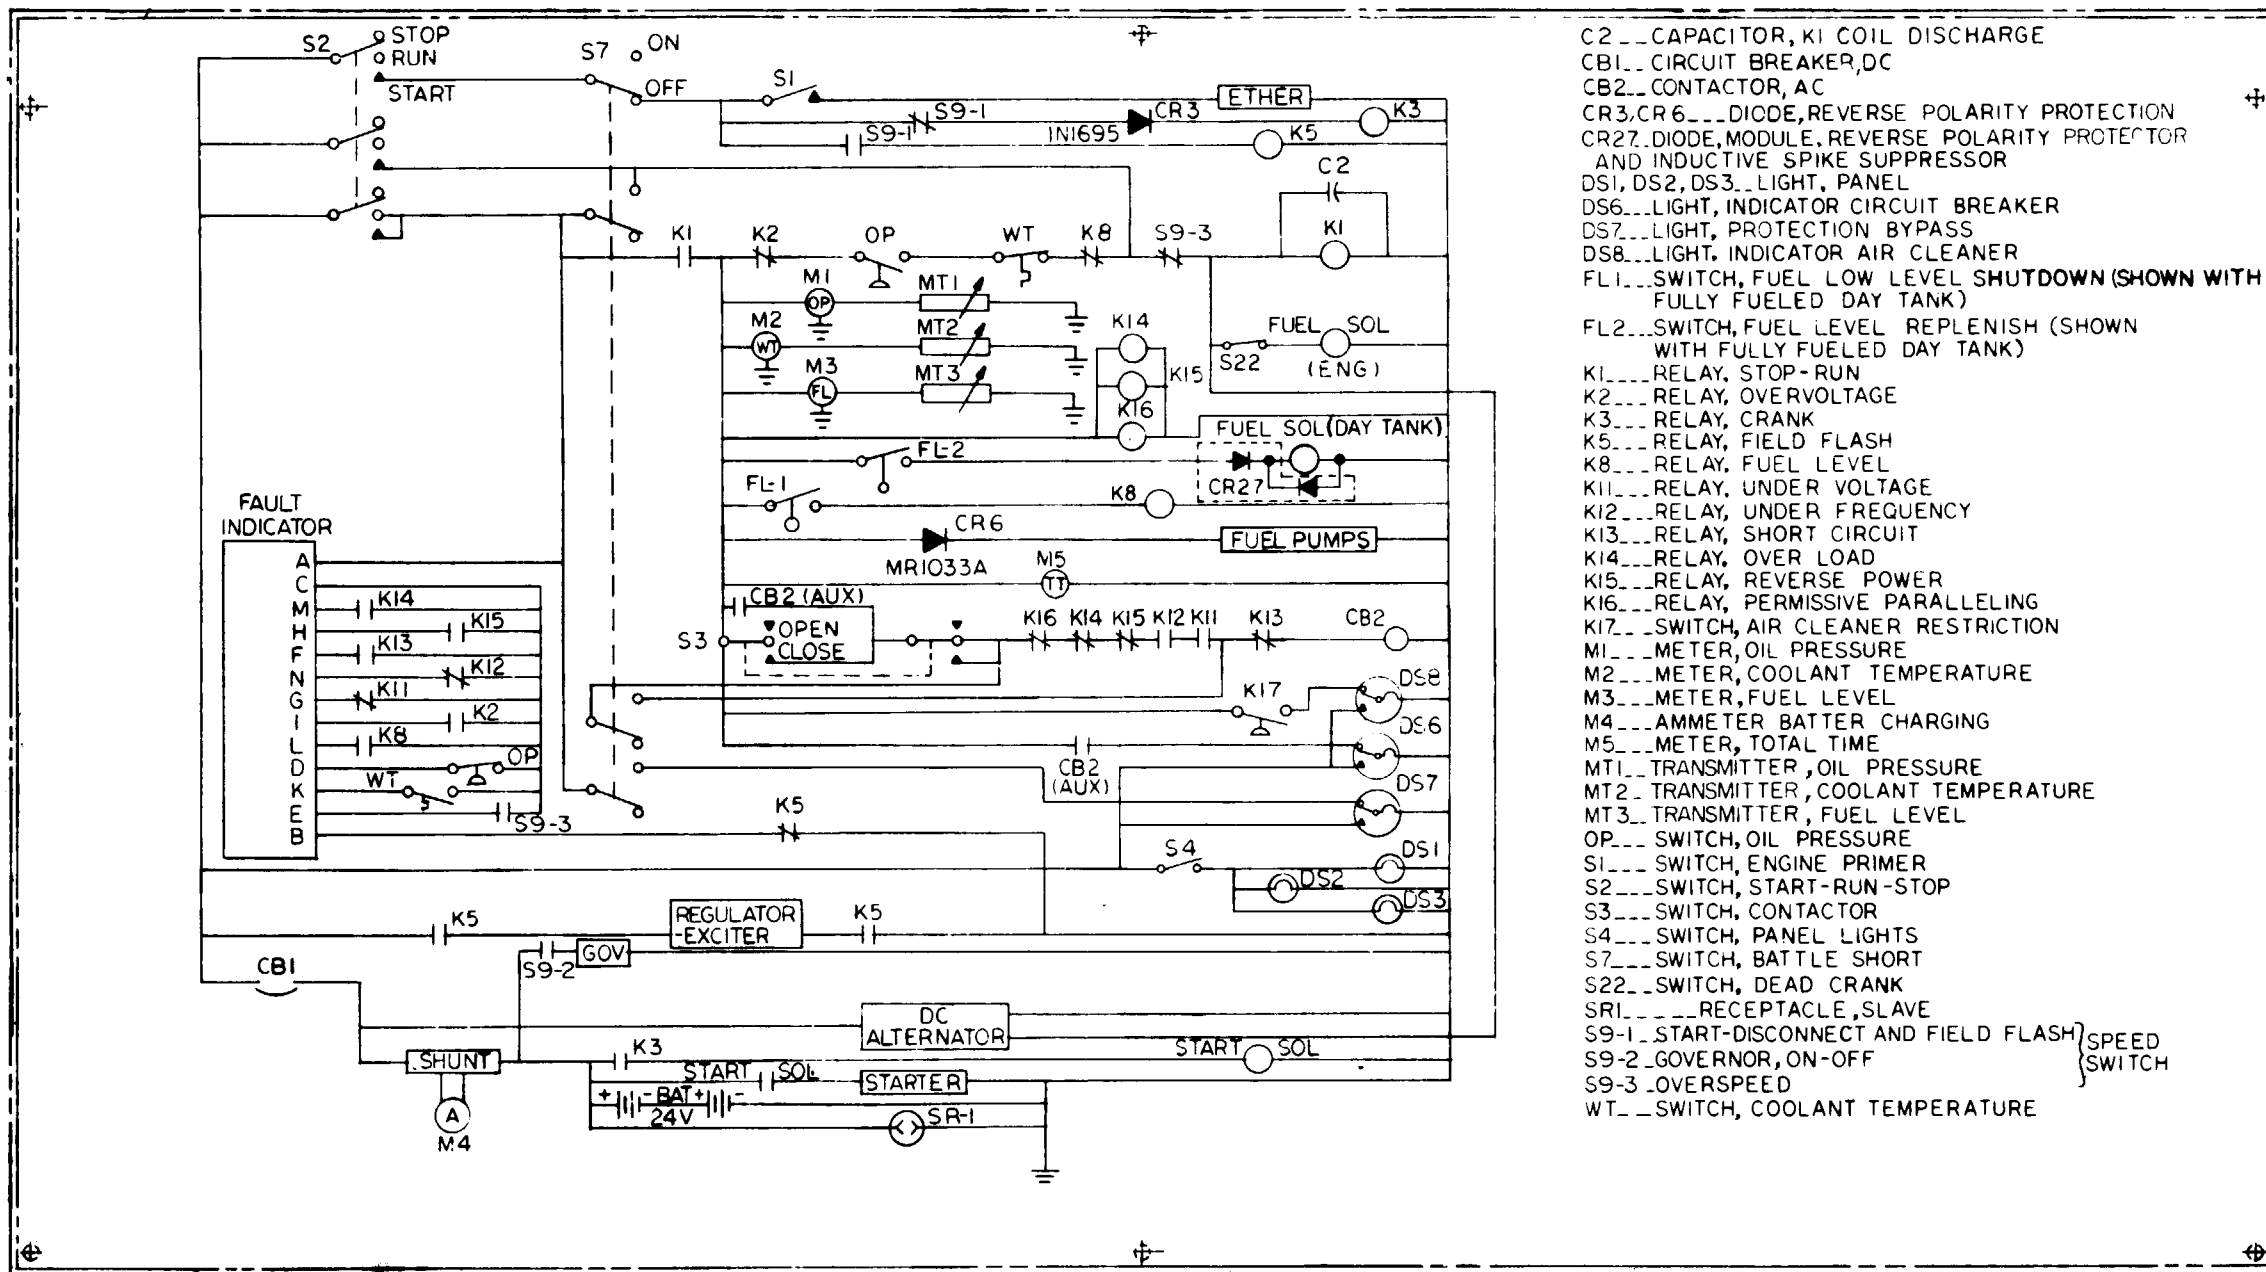 S2
STOP
RUN
START
S7
ON
OFF
S1
ETHER
S9-1
CR3
K3
S9-1
IN1695
K5
C2
K1
K2
OP
WT
K8
S9-3
K1
M1
OP
MT1
M2
WT
MT2
M3
FL
MT3
K14
K15
K16
FUEL SOL
S22
(ENG)
FUEL SOL(DAY TANK)
FL-2
CR27
FL-1
K8
CR6
FUEL PUMPS
MR1033A
M5
TT
FAULT
INDICATOR
A
C
M K14
H K15
F K13
N K12
G K11
I K2
L K8
D OP
K WT
E S9-3
B K5
CB2 (AUX)
S3
OPEN
CLOSE
K16 K14 K15 K12 K11 K13 CB2
K17
DS8
DS6
CB2
(AUX)
DS7
S4
DS1
DS2
DS3
K5
REGULATOR
-EXCITER
K5
S9-2
GOV
CB1
DC
ALTERNATOR
SHUNT
K3
START SOL
START SOL
STARTER
+ - BAT + -
24V
SR-1
A
M4
C2__CAPACITOR, K1 COIL DISCHARGE
CB1__CIRCUIT BREAKER,DC
CB2__CONTACTOR, AC
CR3,CR6___DIODE,REVERSE POLARITY PROTECTION
CR27_DIODE,MODULE,REVERSE POLARITY PROTECTOR
AND INDUCTIVE SPIKE SUPPRESSOR
DS1,DS2,DS3__LIGHT, PANEL
DS6___LIGHT, INDICATOR CIRCUIT BREAKER
DS7___LIGHT, PROTECTION BYPASS
DS8___LIGHT, INDICATOR AIR CLEANER
FL1___SWITCH, FUEL LOW LEVEL SHUTDOWN (SHOWN WITH
FULLY FUELED DAY TANK)
FL2___SWITCH, FUEL LEVEL REPLENISH (SHOWN
WITH FULLY FUELED DAY TANK)
K1____RELAY, STOP-RUN
K2___RELAY, OVERVOLTAGE
K3___RELAY, CRANK
K5___RELAY, FIELD FLASH
K8___RELAY, FUEL LEVEL
K11___RELAY, UNDER VOLTAGE
K12___RELAY, UNDER FREQUENCY
K13___RELAY, SHORT CIRCUIT
K14___RELAY, OVER LOAD
K15___RELAY, REVERSE POWER
K16___RELAY, PERMISSIVE PARALLELING
K17___SWITCH, AIR CLEANER RESTRICTION
M1___METER, OIL PRESSURE
M2___METER, COOLANT TEMPERATURE
M3___METER, FUEL LEVEL
M4___AMMETER BATTER CHARGING
M5___METER, TOTAL TIME
MT1__TRANSMITTER, OIL PRESSURE
MT2_TRANSMITTER, COOLANT TEMPERATURE
MT3__TRANSMITTER, FUEL LEVEL
OP___SWITCH, OIL PRESSURE
S1___SWITCH, ENGINE PRIMER
S2___SWITCH, START-RUN-STOP
S3___SWITCH, CONTACTOR
S4___SWITCH, PANEL LIGHTS
S7___SWITCH, BATTLE SHORT
S22__SWITCH, DEAD CRANK
SR1_____RECEPTACLE, SLAVE
S9-1_START-DISCONNECT AND FIELD FLASH
S9-2_GOVERNOR, ON-OFF
S9-3_OVERSPEED
SPEED
SWITCH
WT__SWITCH, COOLANT TEMPERATURE